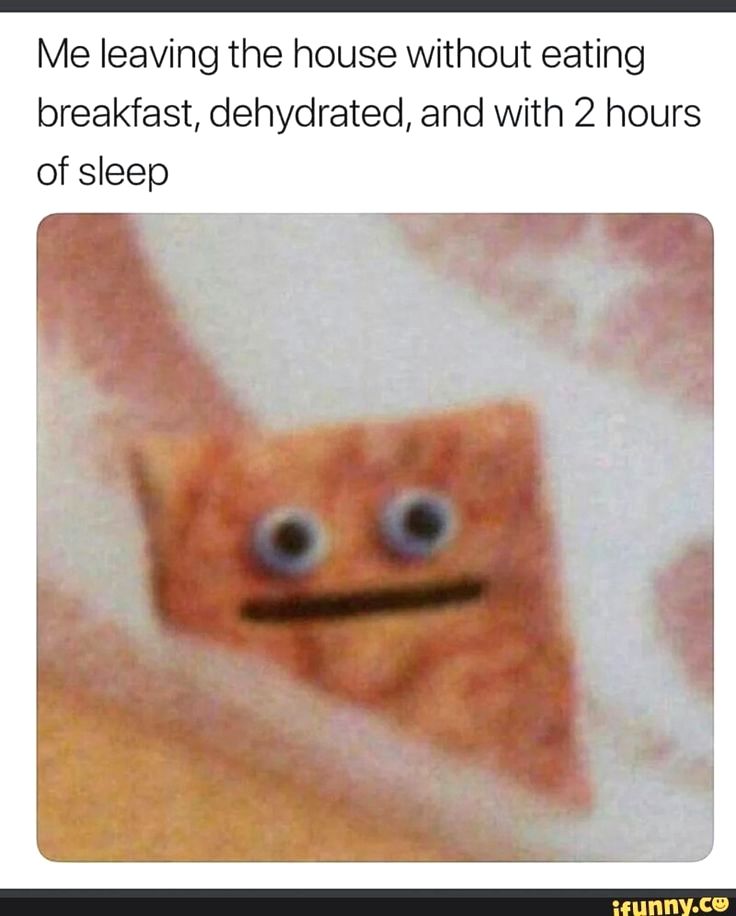 Me leaving the house without eating
breakfast, dehydrated, and with 2 hours
of sleep
ifunny.co